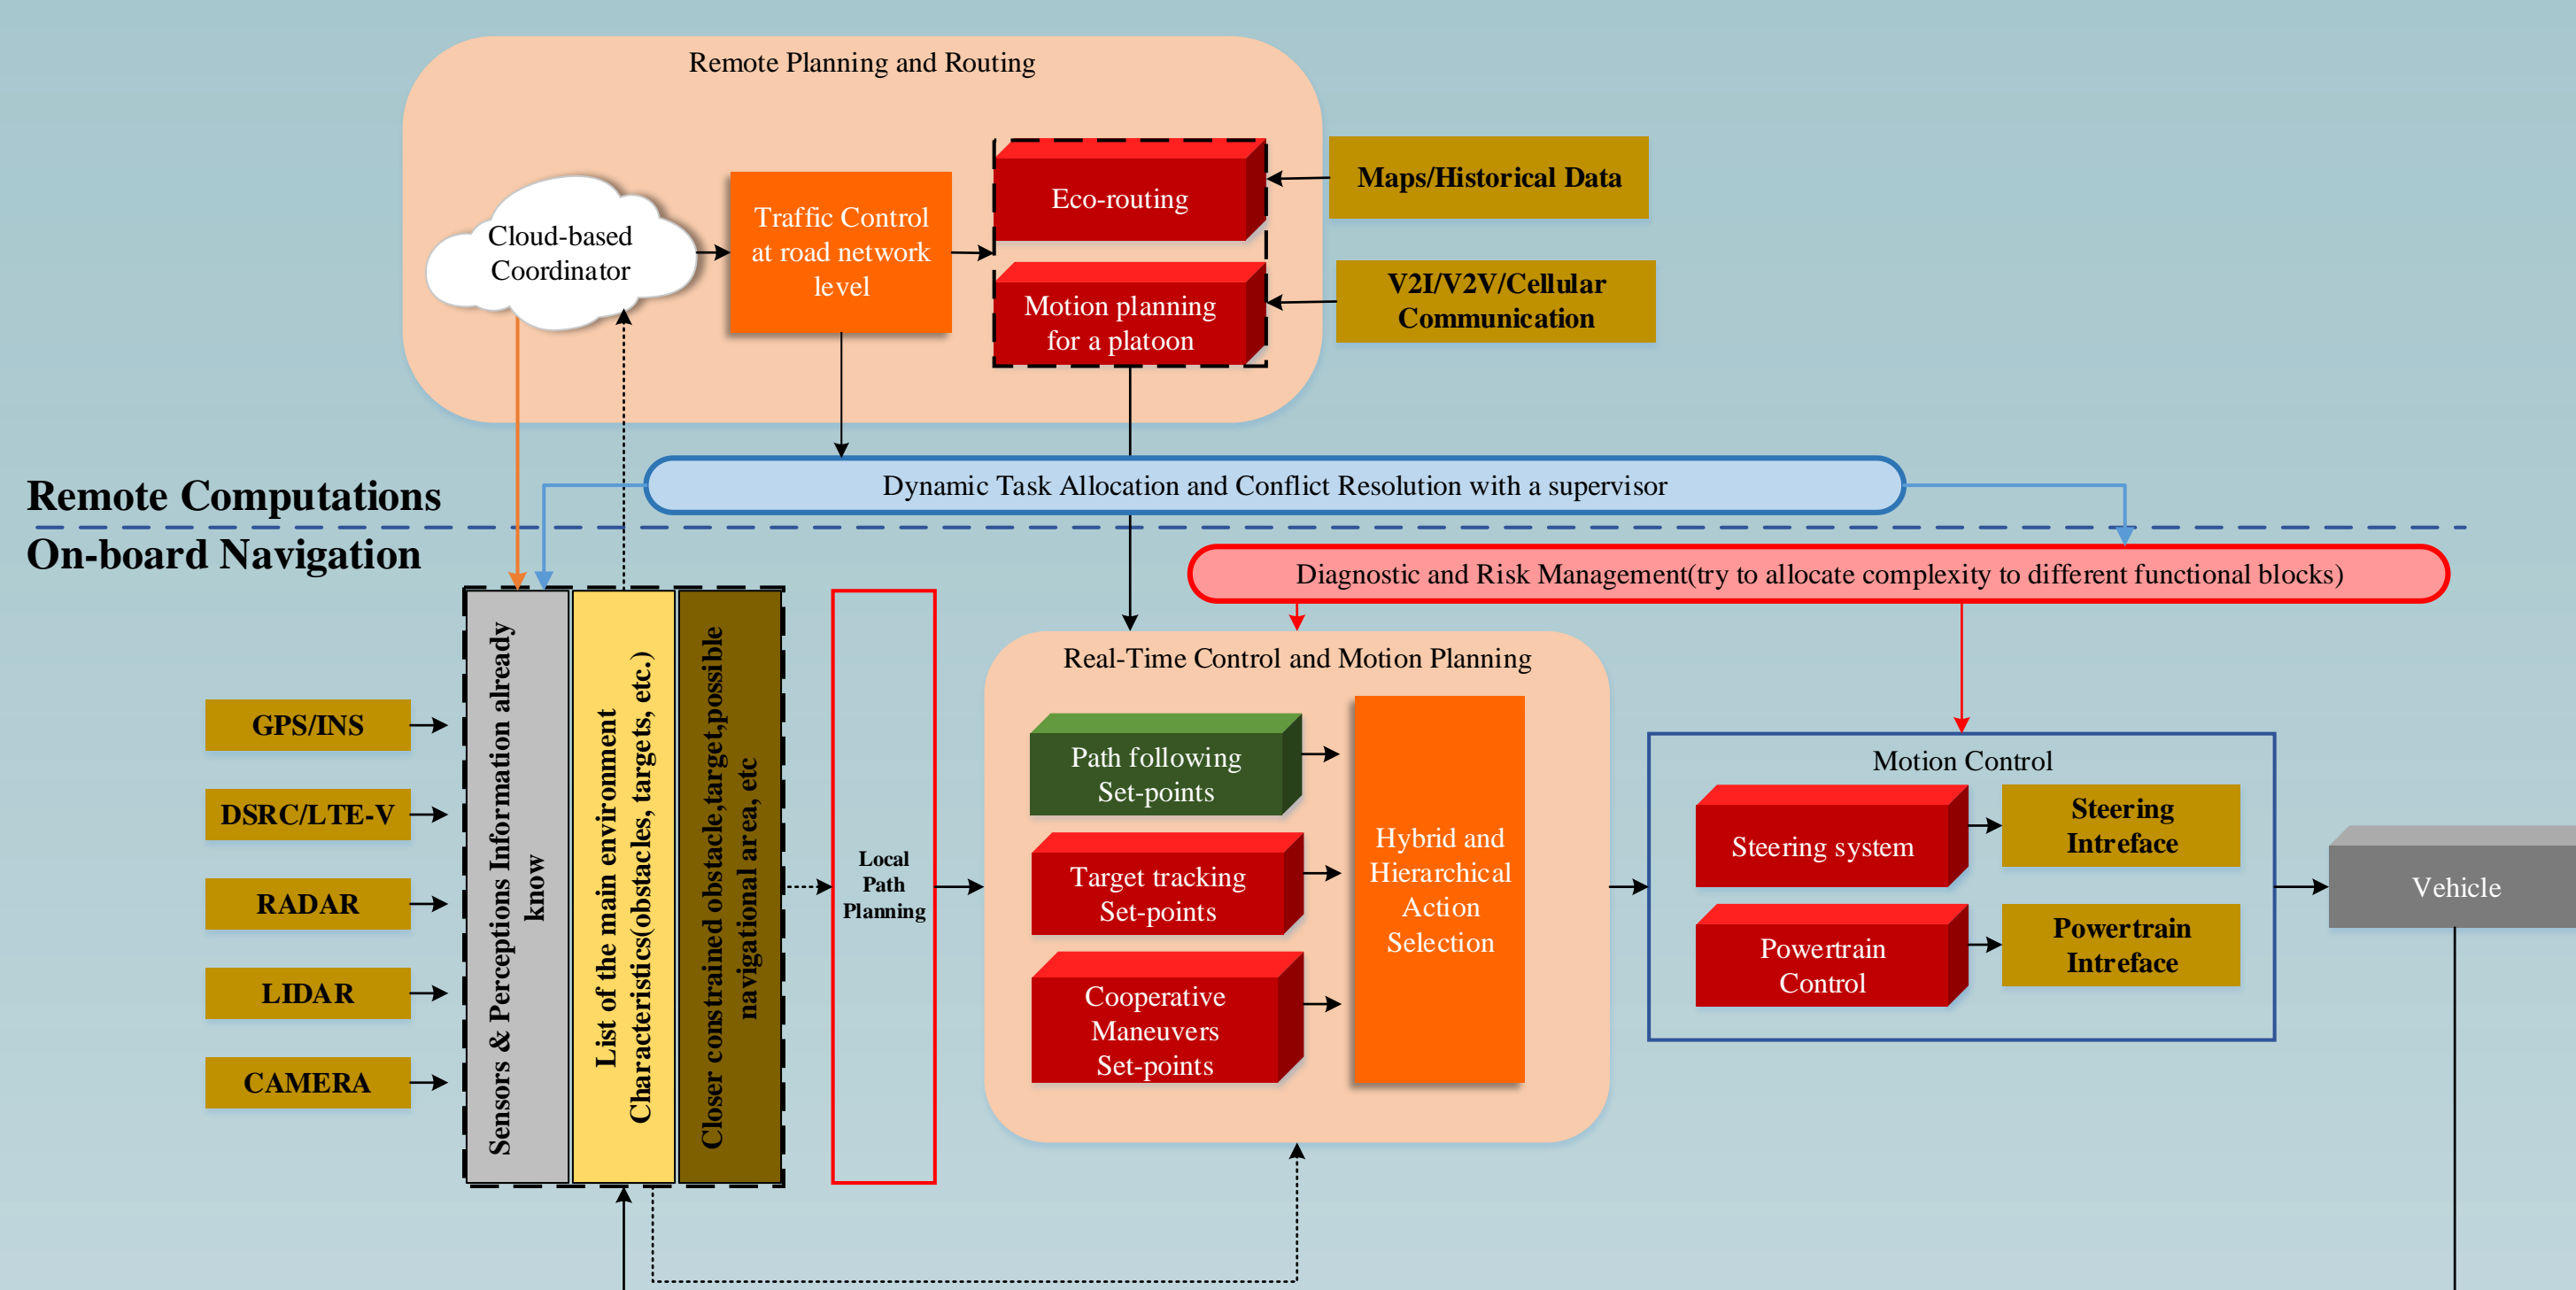 Remote Planning and Routing
Cloud-based
Coordinator
Traffic Control
at road network
level
Eco-routing
Motion planning
for a platoon
Maps/Historical Data
V2I/V2V/Cellular
Communication
Dynamic Task Allocation and Conflict Resolution with a supervisor
Remote Computations
On-board Navigation
Diagnostic and Risk Management(try to allocate complexity to different functional blocks)
GPS/INS
DSRC/LTE-V
RADAR
LIDAR
CAMERA
Sensors & Perceptions Information already
know
List of the main environment
Characteristics(obstacles, targets, etc.)
Closer constrained obstacle,target,possible
navigational area, etc
Local
Path
Planning
Real-Time Control and Motion Planning
Path following
Set-points
Target tracking
Set-points
Cooperative
Maneuvers
Set-points
Hybrid and
Hierarchical
Action
Selection
Motion Control
Steering system
Steering
Intreface
Powertrain
Control
Powertrain
Intreface
Vehicle